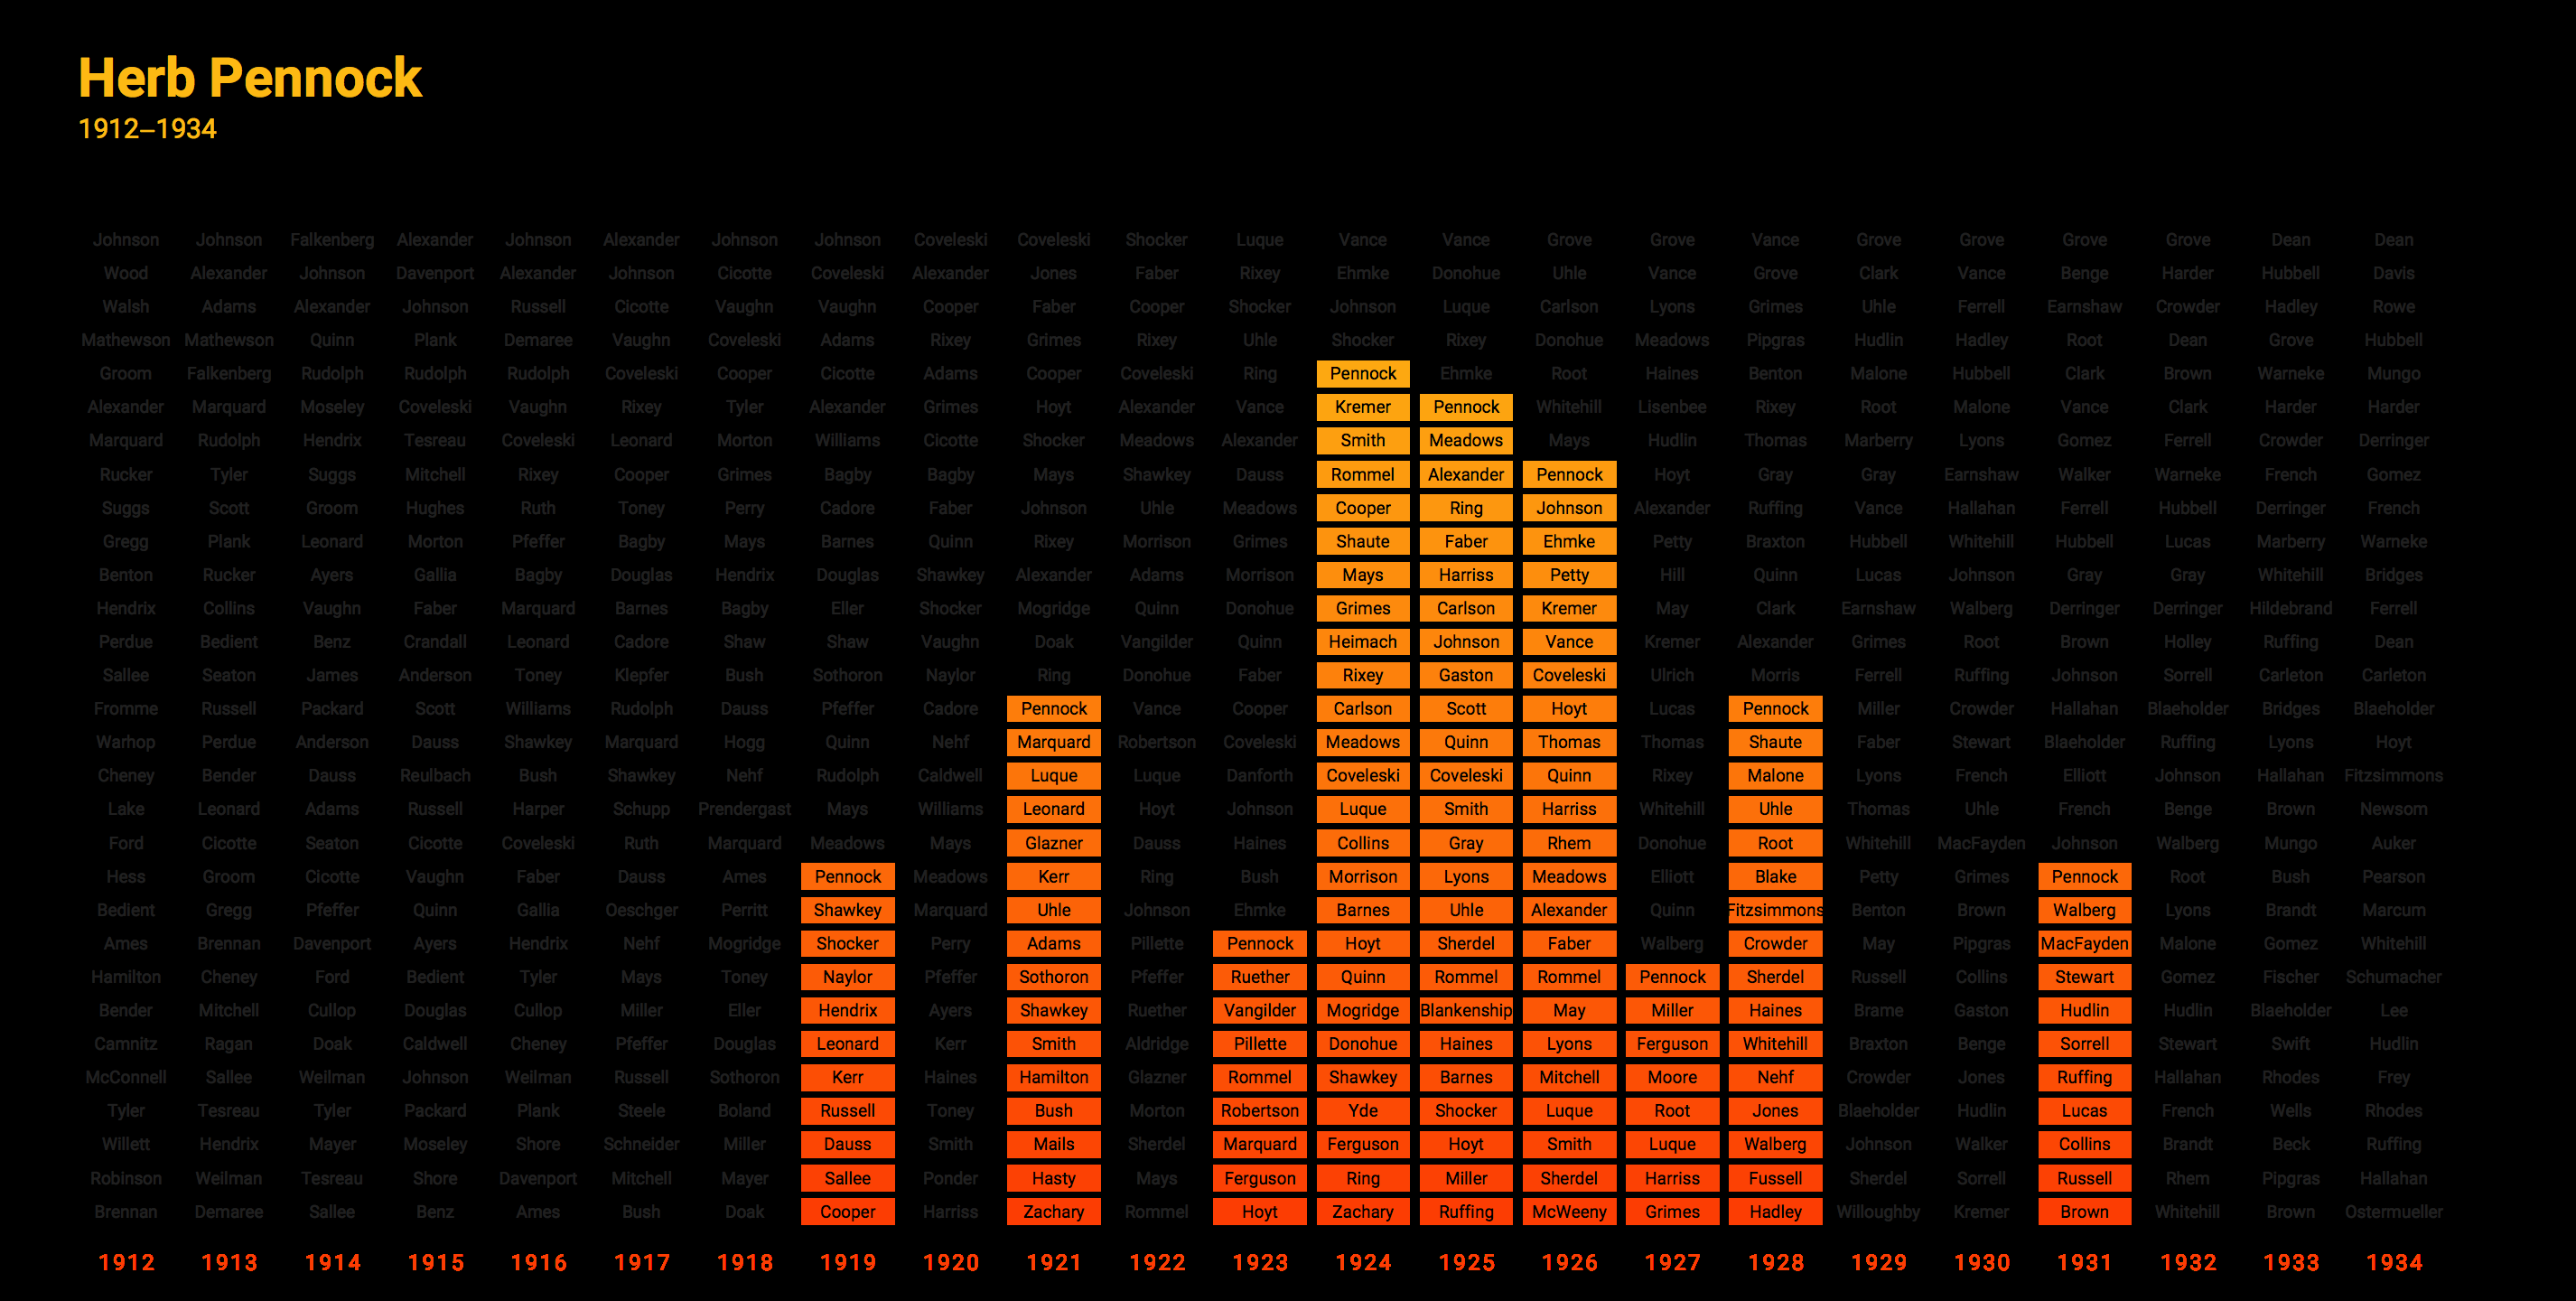 Herb Pennock
1912–1934
Johnson Johnson Falkenberg Alexander Johnson Alexander Johnson Johnson Coveleski Coveleski Shocker Luque Vance Vance Grove Grove Vance Grove Grove Grove Grove Dean Dean
Wood Alexander Johnson Davenport Alexander Johnson Cicotte Coveleski Alexander Jones Faber Rixey Ehmke Donohue Uhle Vance Grove Clark Vance Benge Harder Hubbell Davis
Walsh Adams Alexander Johnson Russell Cicotte Vaughn Vaughn Cooper Faber Cooper Shocker Johnson Luque Carlson Lyons Grimes Uhle Ferrell Earnshaw Crowder Hadley Rowe
Mathewson Mathewson Quinn Plank Demaree Vaughn Coveleski Adams Rixey Grimes Rixey Uhle Shocker Rixey Donohue Meadows Pipgras Hudlin Hadley Root Dean Grove Hubbell
Groom Falkenberg Rudolph Rudolph Rudolph Coveleski Cooper Cicotte Adams Cooper Coveleski Ring Pennock Ehmke Root Haines Benton Malone Hubbell Clark Brown Warneke Mungo
Alexander Marquard Moseley Coveleski Vaughn Rixey Tyler Alexander Grimes Hoyt Alexander Vance Kremer Pennock Whitehill Lisenbee Rixey Root Malone Vance Clark Harder Harder
Marquard Rudolph Hendrix Tesreau Coveleski Leonard Morton Williams Cicotte Shocker Meadows Alexander Smith Meadows Mays Hudlin Thomas Marberry Lyons Gomez Ferrell Crowder Derringer
Rucker Tyler Suggs Mitchell Rixey Cooper Grimes Bagby Bagby Mays Shawkey Dauss Rommel Alexander Pennock Hoyt Gray Gray Earnshaw Walker Warneke French Gomez
Suggs Scott Groom Hughes Ruth Toney Perry Cadore Faber Johnson Uhle Meadows Cooper Ring Johnson Alexander Ruffing Vance Hallahan Ferrell Hubbell Derringer French
Gregg Plank Leonard Morton Pfeffer Bagby Mays Barnes Quinn Rixey Morrison Grimes Shaute Faber Ehmke Petty Braxton Hubbell Whitehill Hubbell Lucas Marberry Warneke
Benton Rucker Ayers Gallia Bagby Douglas Hendrix Douglas Shawkey Alexander Adams Morrison Mays Harriss Petty Hill Quinn Lucas Johnson Gray Gray Whitehill Bridges
Hendrix Collins Vaughn Faber Marquard Barnes Bagby Eller Shocker Mogridge Quinn Donohue Grimes Carlson Kremer May Clark Earnshaw Walberg Derringer Derringer Hildebrand Ferrell
Perdue Bedient Benz Crandall Leonard Cadore Shaw Shaw Vaughn Doak Vangilder Quinn Heimach Johnson Vance Kremer Alexander Grimes Root Brown Holley Ruffing Dean
Sallee Seaton James Anderson Toney Klepfer Bush Sothoron Naylor Ring Donohue Faber Rixey Gaston Coveleski Ulrich Morris Ferrell Ruffing Johnson Sorrell Carleton Carleton
Fromme Russell Packard Scott Williams Rudolph Dauss Pfeffer Cadore Pennock Vance Cooper Carlson Scott Hoyt Lucas Pennock Miller Crowder Hallahan Blaeholder Bridges Blaeholder
Warhop Perdue Anderson Dauss Shawkey Marquard Hogg Quinn Nehf Marquard Robertson Coveleski Meadows Quinn Thomas Thomas Shaute Faber Stewart Blaeholder Ruffing Lyons Hoyt
Cheney Bender Dauss Reulbach Bush Shawkey Nehf Rudolph Caldwell Luque Luque Danforth Coveleski Coveleski Quinn Rixey Malone Lyons French Elliott Johnson Hallahan Fitzsimmons
Lake Leonard Adams Russell Harper Schupp Prendergast Mays Williams Leonard Hoyt Johnson Luque Smith Harriss Whitehill Uhle Thomas Uhle French Benge Brown Newsom
Ford Cicotte Seaton Cicotte Coveleski Ruth Marquard Meadows Mays Glazner Dauss Haines Collins Gray Rhem Donohue Root Whitehill MacFayden Johnson Walberg Mungo Auker
Hess Groom Cicotte Vaughn Faber Dauss Ames Pennock Meadows Kerr Ring Bush Morrison Lyons Meadows Elliott Blake Petty Grimes Pennock Root Bush Pearson
Bedient Gregg Pfeffer Quinn Gallia Oeschger Perritt Shawkey Marquard Uhle Johnson Ehmke Barnes Uhle Alexander Quinn Fitzsimmons Benton Brown Walberg Lyons Brandt Marcum
Ames Brennan Davenport Ayers Hendrix Nehf Mogridge Shocker Perry Adams Pillette Pennock Hoyt Sherdel Faber Walberg Crowder May Pipgras MacFayden Malone Gomez Whitehill
Hamilton Cheney Ford Bedient Tyler Mays Toney Naylor Pfeffer Sothoron Pfeffer Ruether Quinn Rommel Rommel Pennock Sherdel Russell Collins Stewart Gomez Fischer Schumacher
Bender Mitchell Cullop Douglas Cullop Miller Eller Hendrix Ayers Shawkey Ruether Vangilder Mogridge Blankenship May Miller Haines Brame Gaston Hudlin Hudlin Blaeholder Lee
Camnitz Ragan Doak Caldwell Cheney Pfeffer Douglas Leonard Kerr Smith Aldridge Pillette Donohue Haines Lyons Ferguson Whitehill Braxton Benge Sorrell Stewart Swift Hudlin
McConnell Sallee Weilman Johnson Weilman Russell Sothoron Kerr Haines Hamilton Glazner Rommel Shawkey Barnes Mitchell Moore Nehf Crowder Jones Ruffing Hallahan Rhodes Frey
Tyler Tesreau Tyler Packard Plank Steele Boland Russell Toney Bush Morton Robertson Yde Shocker Luque Root Jones Blaeholder Hudlin Lucas French Wells Rhodes
Willett Hendrix Mayer Moseley Shore Schneider Miller Dauss Smith Mails Sherdel Marquard Ferguson Hoyt Smith Luque Walberg Johnson Walker Collins Brandt Beck Ruffing
Robinson Weilman Tesreau Shore Davenport Mitchell Mayer Sallee Ponder Hasty Mays Ferguson Ring Miller Sherdel Harriss Fussell Sherdel Sorrell Russell Rhem Pipgras Hallahan
Brennan Demaree Sallee Benz Ames Bush Doak Cooper Harriss Zachary Rommel Hoyt Zachary Ruffing McWeeny Grimes Hadley Willoughby Kremer Brown Whitehill Brown Ostermueller
1912 1913 1914 1915 1916 1917 1918 1919 1920 1921 1922 1923 1924 1925 1926 1927 1928 1929 1930 1931 1932 1933 1934